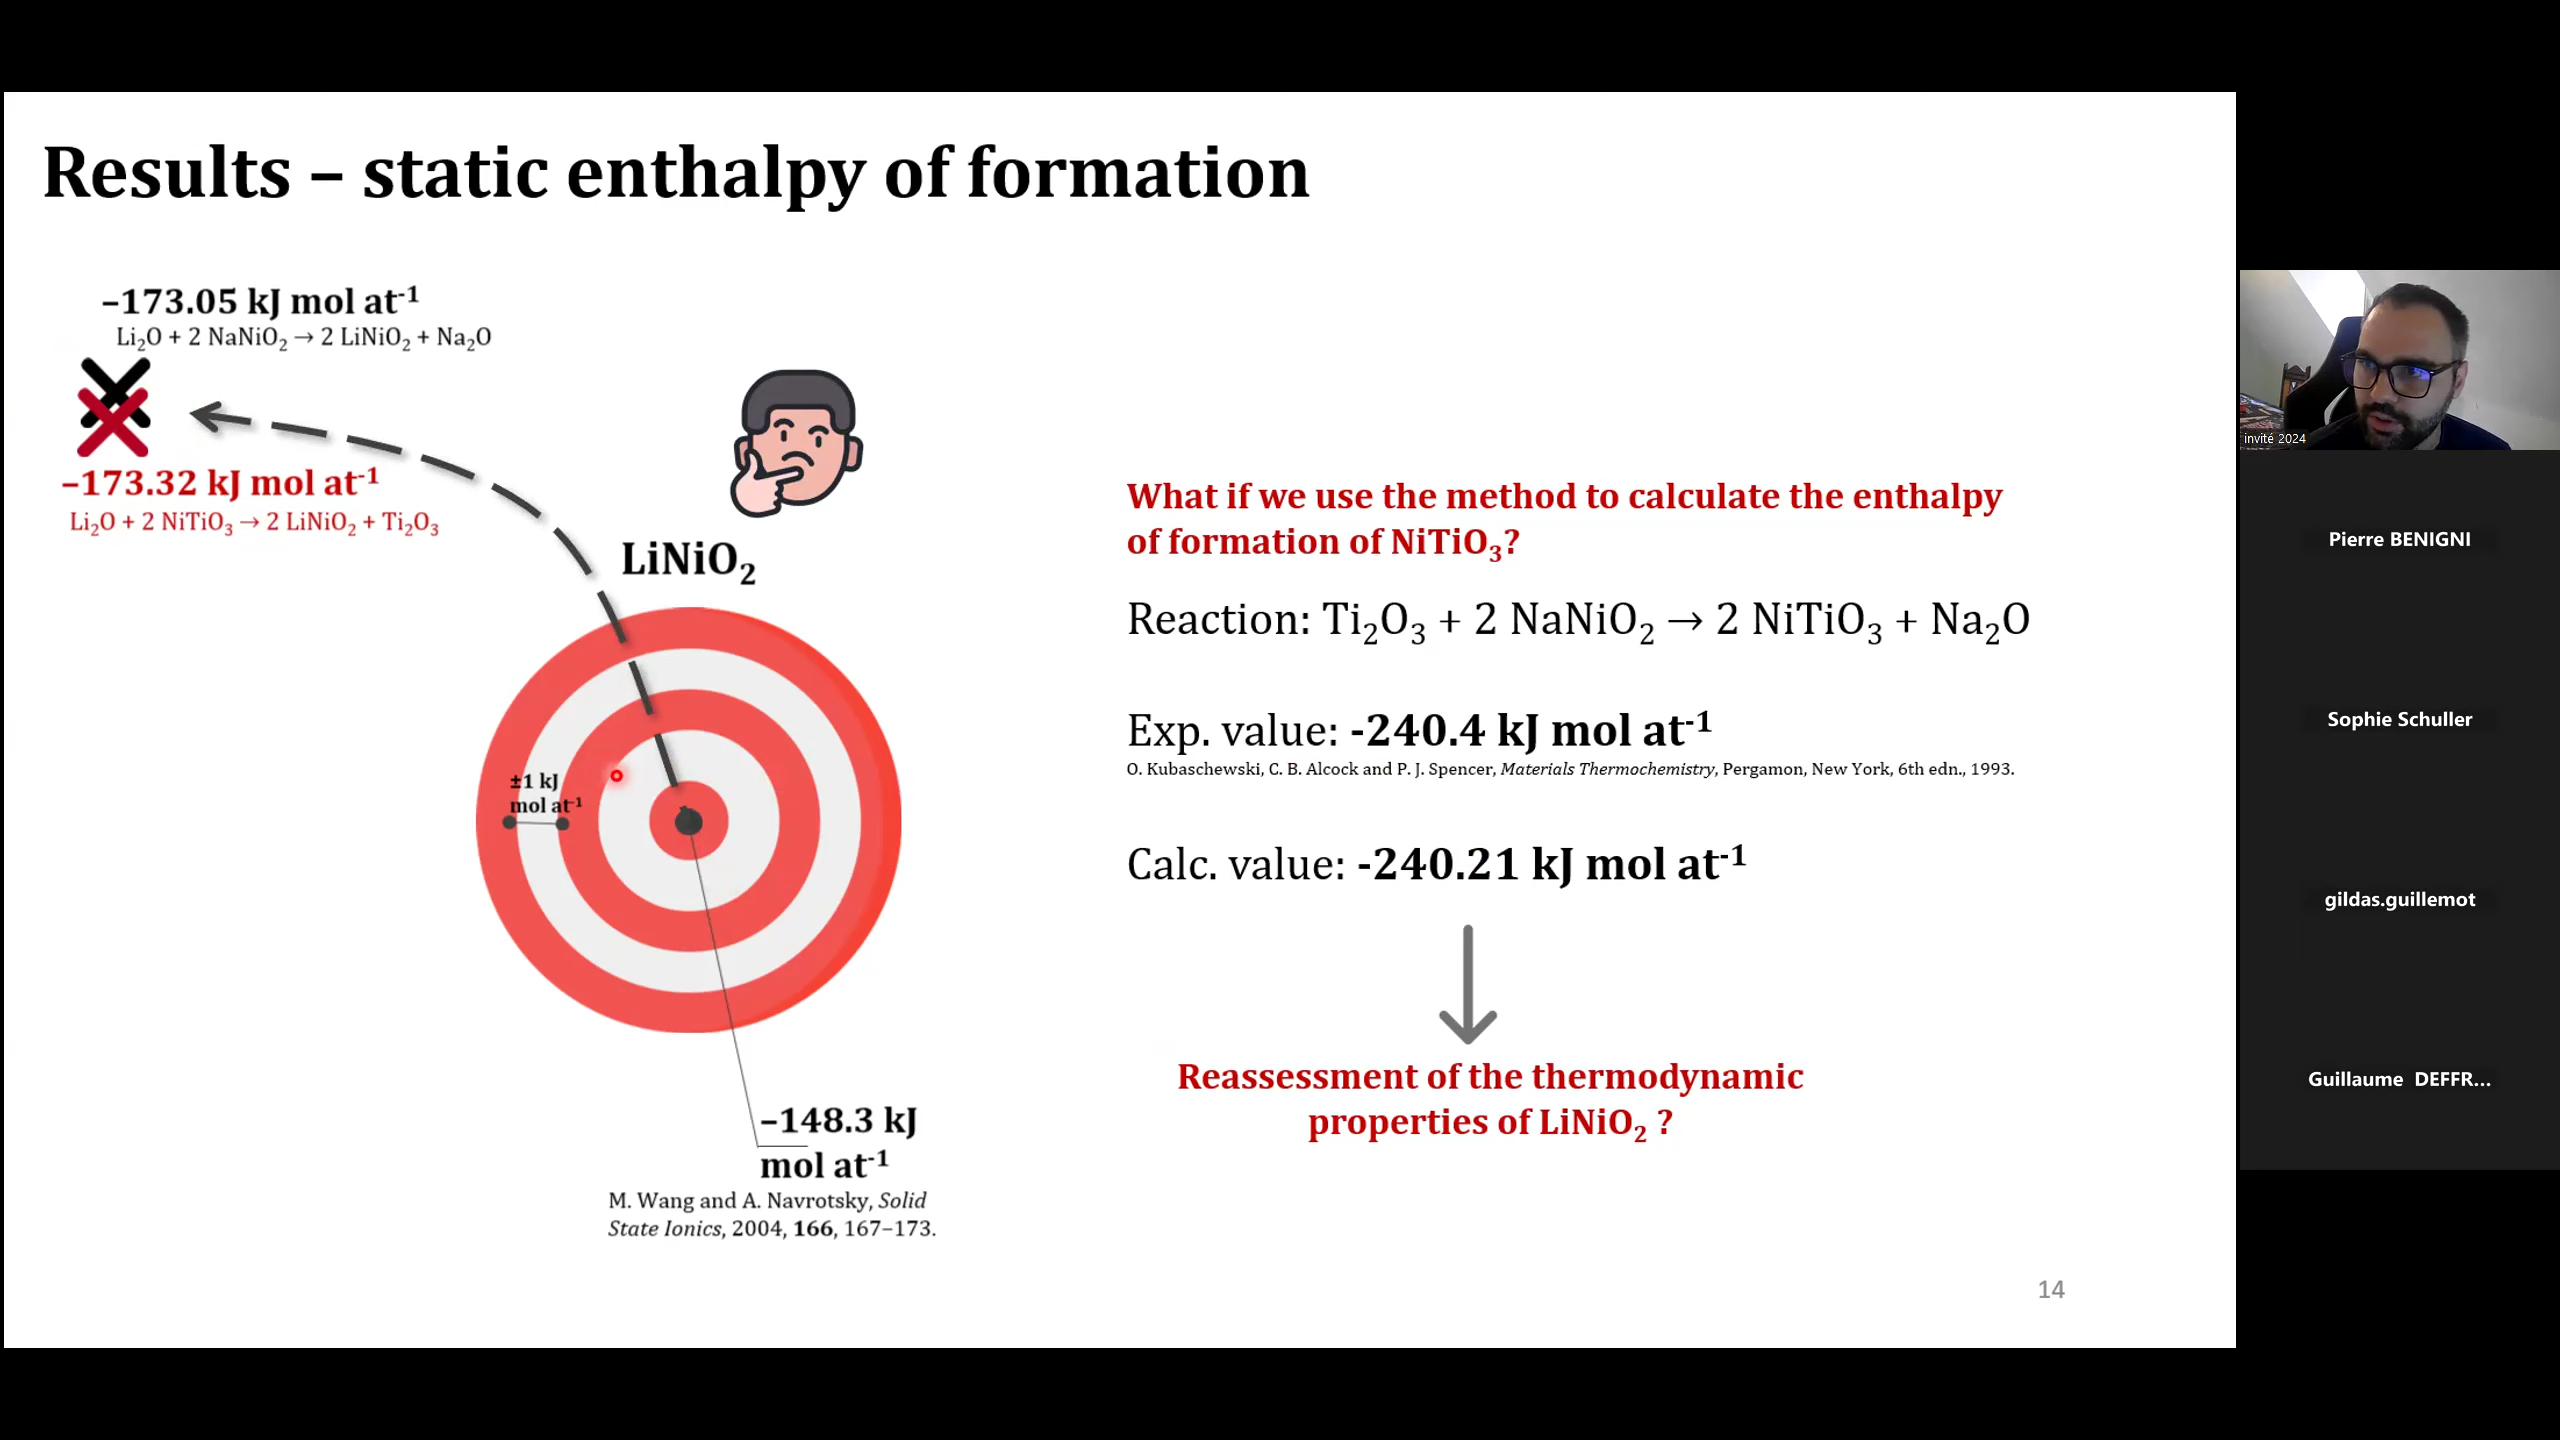 Results – static enthalpy of formation
–173.05 kJ mol at⁻¹
Li₂O + 2 NaNiO₂ → 2 LiNiO₂ + Na₂O
–173.32 kJ mol at⁻¹
Li₂O + 2 NiTiO₃ → 2 LiNiO₂ + Ti₂O₃
LiNiO₂
±1 kJ
mol at⁻¹
–148.3 kJ
mol at⁻¹
M. Wang and A. Navrotsky, Solid
State Ionics, 2004, 166, 167–173.
What if we use the method to calculate the enthalpy
of formation of NiTiO₃?
Reaction: Ti₂O₃ + 2 NaNiO₂ → 2 NiTiO₃ + Na₂O
Exp. value: -240.4 kJ mol at⁻¹
O. Kubaschewski, C. B. Alcock and P. J. Spencer, Materials Thermochemistry, Pergamon, New York, 6th edn., 1993.
Calc. value: -240.21 kJ mol at⁻¹
Reassessment of the thermodynamic
properties of LiNiO₂ ?
14
invité 2024
Pierre BENIGNI
Sophie Schuller
gildas.guillemot
Guillaume DEFFR...